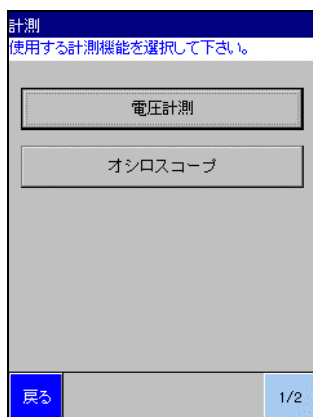 計測
使用する計測機能を選択して下さい。
電圧計測
オシロスコープ
戻る
1/2